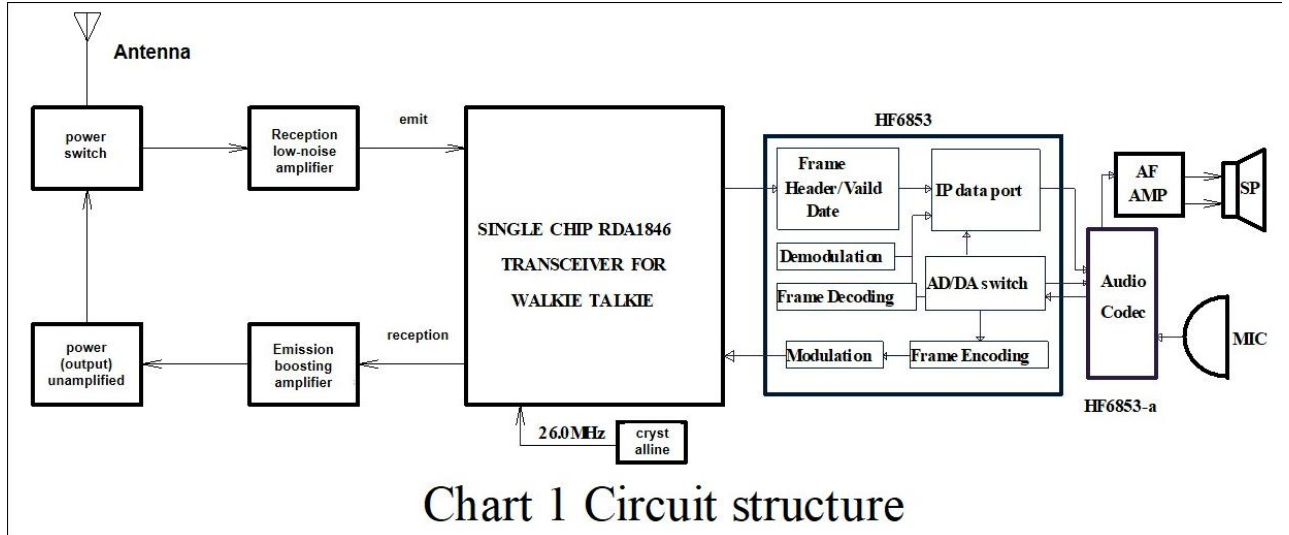 Antenna
power
switch
Reception
low-noise
amplifier
emit
SINGLE CHIP RDA1846
TRANSCEIVER FOR
WALKIE TALKIE
reception
power
(output)
unamplified
Emission
boosting
amplifier
26.0MHz
cryst
alline
HF6853
Frame
Header/Vaild
Date
IP data port
Demodulation
Frame Decoding
AD/DA switch
Modulation
Frame Encoding
AF
AMP
SP
Audio
Codec
MIC
HF6853-a
Chart 1 Circuit structure